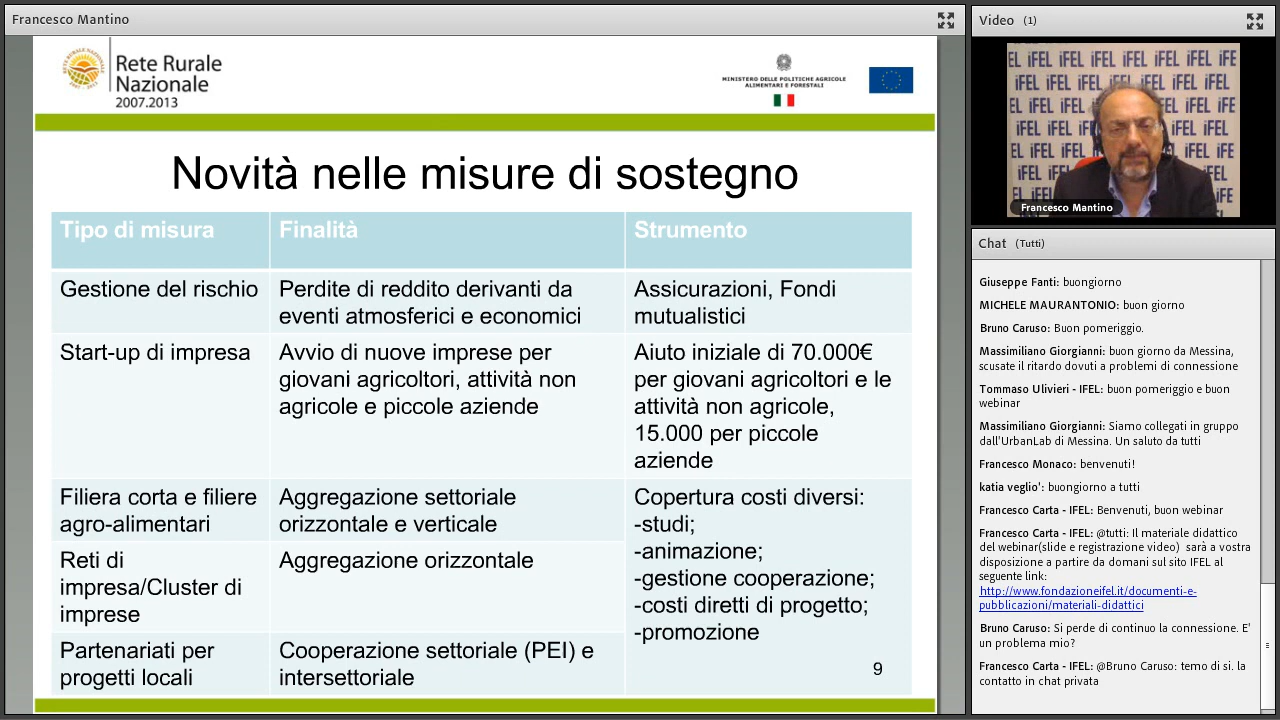 Francesco Mantino
Rete Rurale
Nazionale
2007.2013
MINISTERO DELLE POLITICHE AGRICOLE
ALIMENTARI E FORESTALI
Novità nelle misure di sostegno
Tipo di misura
Finalità
Strumento
Gestione del rischio
Perdite di reddito derivanti da
eventi atmosferici e economici
Assicurazioni, Fondi
mutualistici
Start-up di impresa
Avvio di nuove imprese per
giovani agricoltori, attività non
agricole e piccole aziende
Aiuto iniziale di 70.000€
per giovani agricoltori e le
attività non agricole,
15.000 per piccole
aziende
Filiera corta e filiere
agro-alimentari
Aggregazione settoriale
orizzontale e verticale
Copertura costi diversi:
-studi;
-animazione;
-gestione cooperazione;
-costi diretti di progetto;
-promozione
Reti di
impresa/Cluster di
imprese
Aggregazione orizzontale
Partenariati per
progetti locali
Cooperazione settoriale (PEI) e
intersettoriale
9
Video (1)
iFEL iFEL iFEL iFE
EL iFEL iFEL
iFEL iFEL
Francesco Mantino
Chat (Tutti)
Giuseppe Fanti: buongiorno
MICHELE MAURANTONIO: buon giorno
Bruno Caruso: Buon pomeriggio.
Massimiliano Giorgianni: buon giorno da Messina,
scusate il ritardo dovuti a problemi di connessione
Tommaso Ulivieri - IFEL: buon pomeriggio e buon
webinar
Massimiliano Giorgianni: Siamo collegati in gruppo
dall'UrbanLab di Messina. Un saluto da tutti
Francesco Monaco: benvenuti!
katia veglio': buongiorno a tutti
Francesco Carta - IFEL: Benvenuti, buon webinar
Francesco Carta - IFEL: @tutti: Il materiale didattico
del webinar(slide e registrazione video) sarà a vostra
disposizione a partire da domani sul sito IFEL al
seguente link:
http://www.fondazioneifel.it/documenti-e-
pubblicazioni/materiali-didattici
Bruno Caruso: Si perde di continuo la connessione. E'
un problema mio?
Francesco Carta - IFEL: @Bruno Caruso: temo di si. la
contatto in chat privata